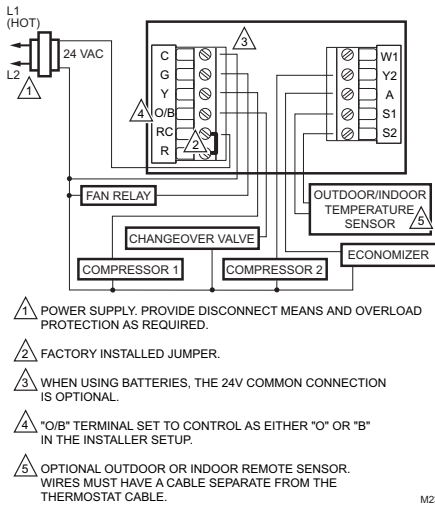 L1
(HOT)
24 VAC
L2
1
C
G
Y
O/B
RC
R
3
4
2
W1
Y2
A
S1
S2
FAN RELAY
CHANGEOVER VALVE
COMPRESSOR 1
COMPRESSOR 2
OUTDOOR/INDOOR
TEMPERATURE
SENSOR
5
ECONOMIZER
1 POWER SUPPLY. PROVIDE DISCONNECT MEANS AND OVERLOAD
PROTECTION AS REQUIRED.
2 FACTORY INSTALLED JUMPER.
3 WHEN USING BATTERIES, THE 24V COMMON CONNECTION
IS OPTIONAL.
4 "O/B" TERMINAL SET TO CONTROL AS EITHER "O" OR "B"
IN THE INSTALLER SETUP.
5 OPTIONAL OUTDOOR OR INDOOR REMOTE SENSOR.
WIRES MUST HAVE A CABLE SEPARATE FROM THE
THERMOSTAT CABLE.